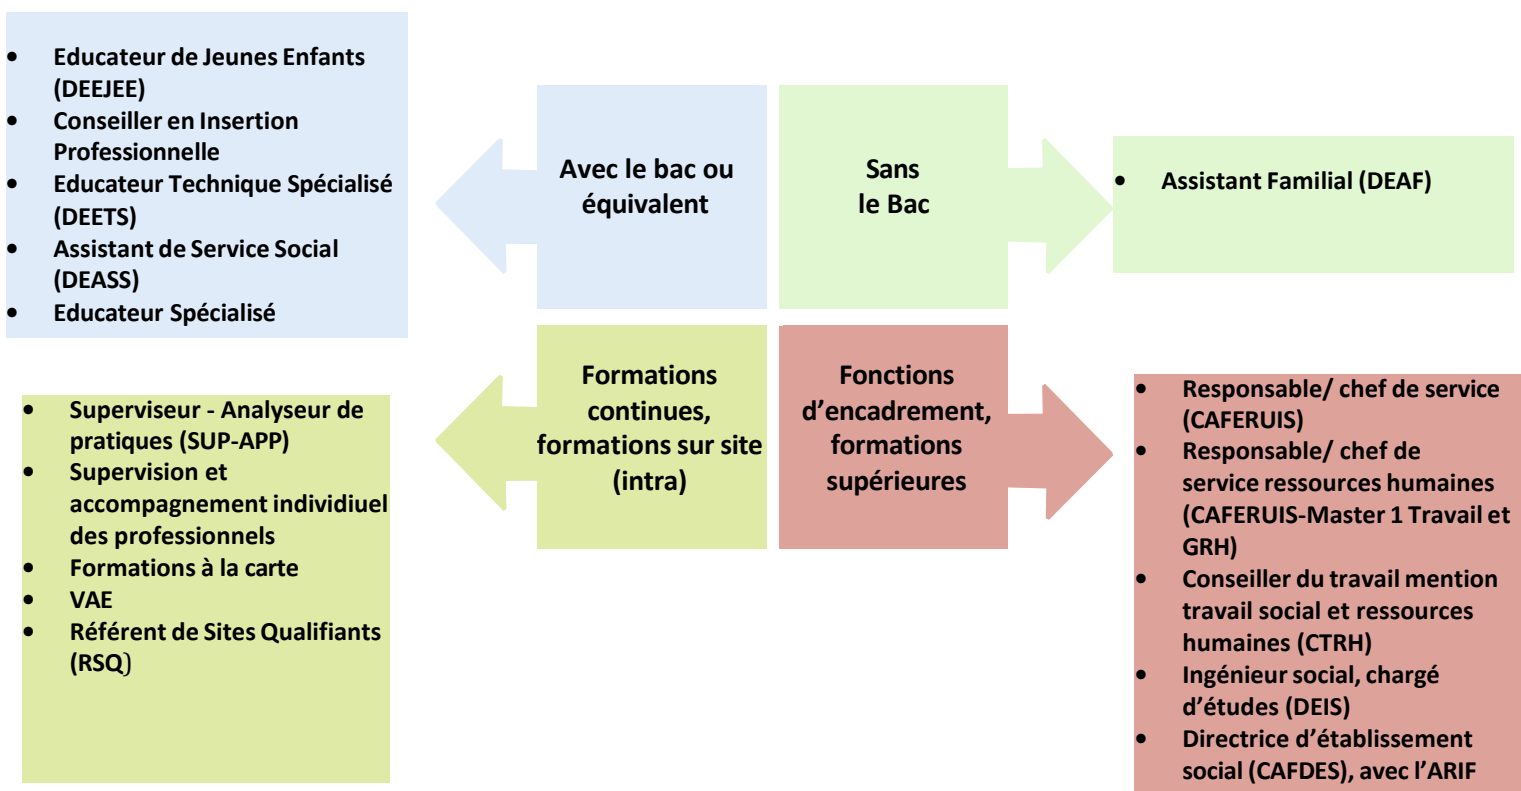 • Educateur de Jeunes Enfants
(DEEJEE)
• Conseiller en Insertion
Professionnelle
• Educateur Technique Spécialisé
(DEETS)
• Assistant de Service Social
(DEASS)
• Educateur Spécialisé
Avec le bac ou
équivalent
Sans
le Bac
• Assistant Familial (DEAF)
• Superviseur - Analyseur de
pratiques (SUP-APP)
• Supervision et
accompagnement individiuel
des professionnels
• Formations à la carte
• VAE
• Référent de Sites Qualifiants
(RSQ)
Formations
continues,
formations sur site
(intra)
Fonctions
d’encadrement,
formations
supérieures
• Responsable/ chef de service
(CAFERUIS)
• Responsable/ chef de
service ressources humaines
(CAFERUIS-Master 1 Travail et
GRH)
• Conseiller du travail mention
travail social et ressources
humaines (CTRH)
• Ingénieur social, chargé
d’études (DEIS)
• Directrice d’établissement
social (CAFDES), avec l’ARIF